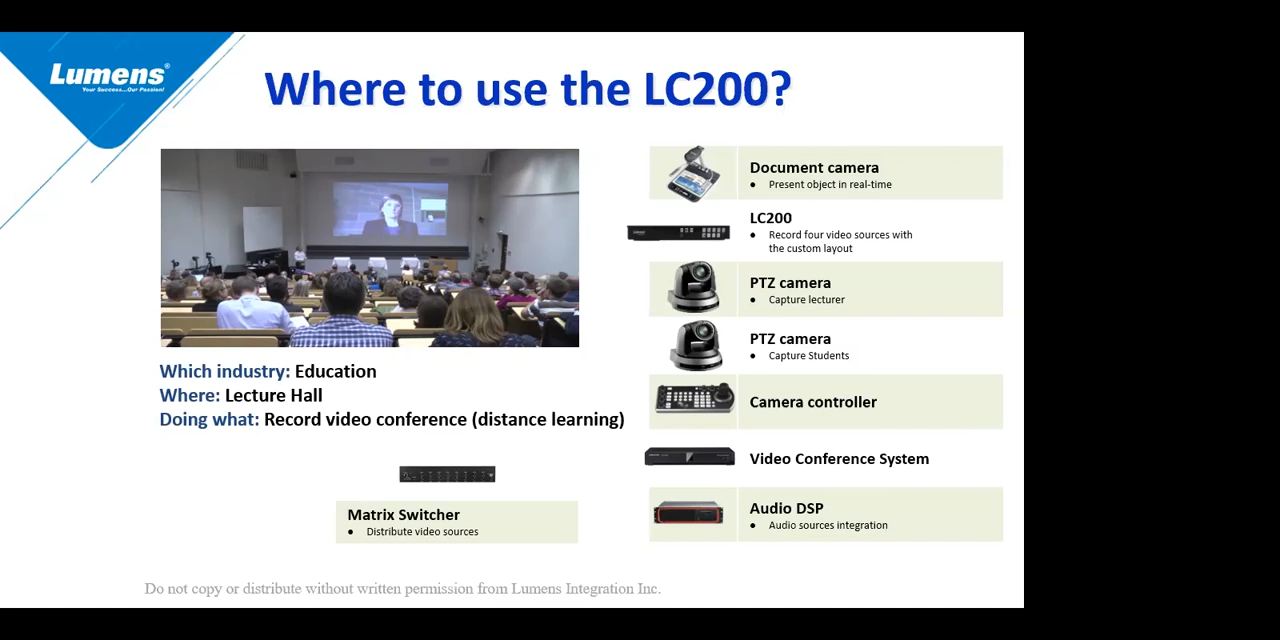 Lumens®
Your Success...Our Passion!
Where to use the LC200?
Which industry: Education
Where: Lecture Hall
Doing what: Record video conference (distance learning)
Matrix Switcher
● Distribute video sources
Document camera
● Present object in real-time
LC200
● Record four video sources with
the custom layout
PTZ camera
● Capture lecturer
PTZ camera
● Capture Students
Camera controller
Video Conference System
Audio DSP
● Audio sources integration
Do not copy or distribute without written permission from Lumens Integration Inc.